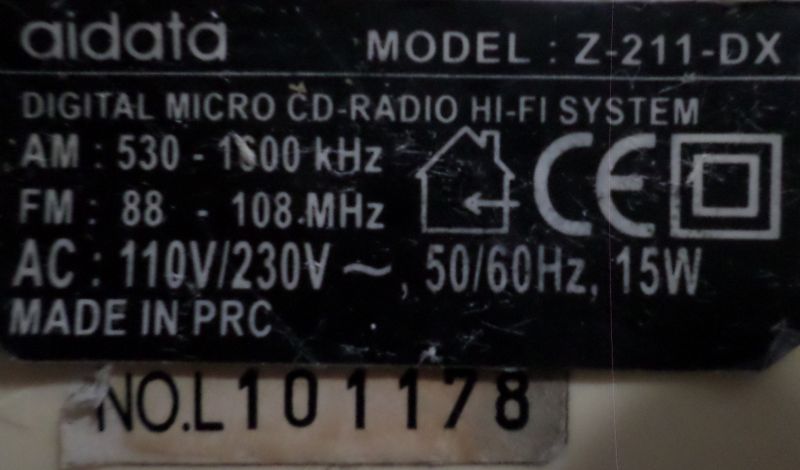 aidata MODEL : Z-211-DX
DIGITAL MICRO CD-RADIO HI-FI SYSTEM
AM : 530 - 1600 kHz
FM : 88 - 108 MHz
AC : 110V/230V ~, 50/60Hz, 15W
MADE IN PRC
CE
NO.L101178